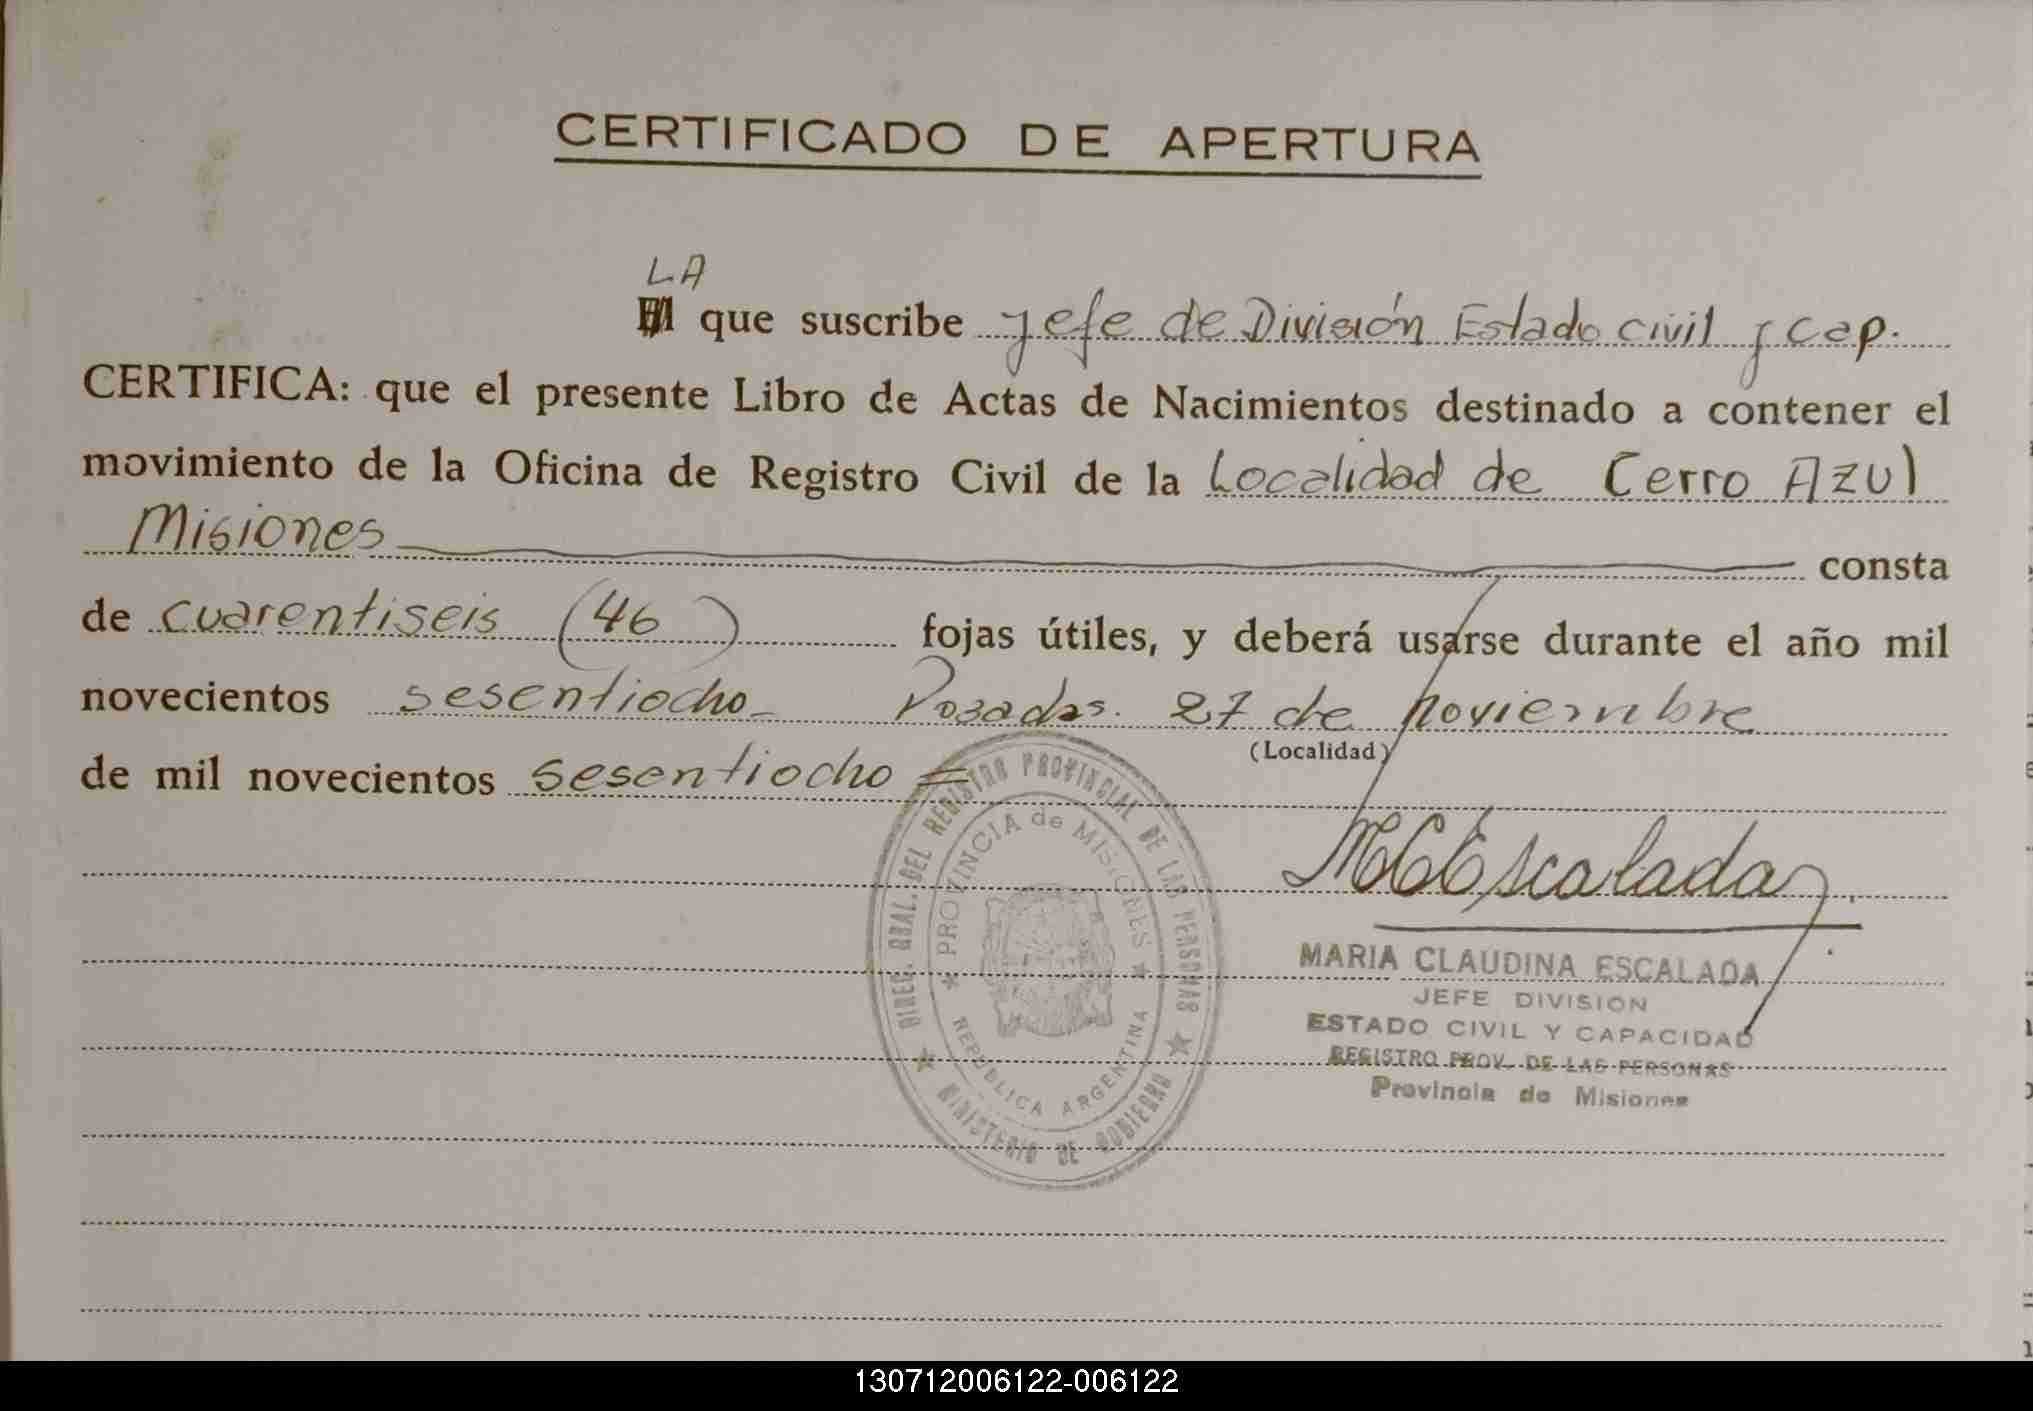 CERTIFICADO DE APERTURA
LA
El que suscribe Jefe de División Estado civil y Cap.
CERTIFICA: que el presente Libro de Actas de Nacimientos destinado a contener el
movimiento de la Oficina de Registro Civil de la Localidad de Cerro Azul
Misiones consta
de cuarentiseis (46) fojas útiles, y deberá usarse durante el año mil
novecientos sesentiocho Posadas. 27 de noviembre
(Localidad)
de mil novecientos sesentiocho =
DIREC. GRAL. DEL REGISTRO PROVINCIAL DE LAS PERSONAS
PROVINCIA de MISIONES
REPUBLICA ARGENTINA
MINISTERIO DE GOBIERNO
MCEscalada
MARIA CLAUDINA ESCALADA
JEFE DIVISION
ESTADO CIVIL Y CAPACIDAD
REGISTRO PROV. DE LAS PERSONAS
Provincia de Misiones
130712006122-006122